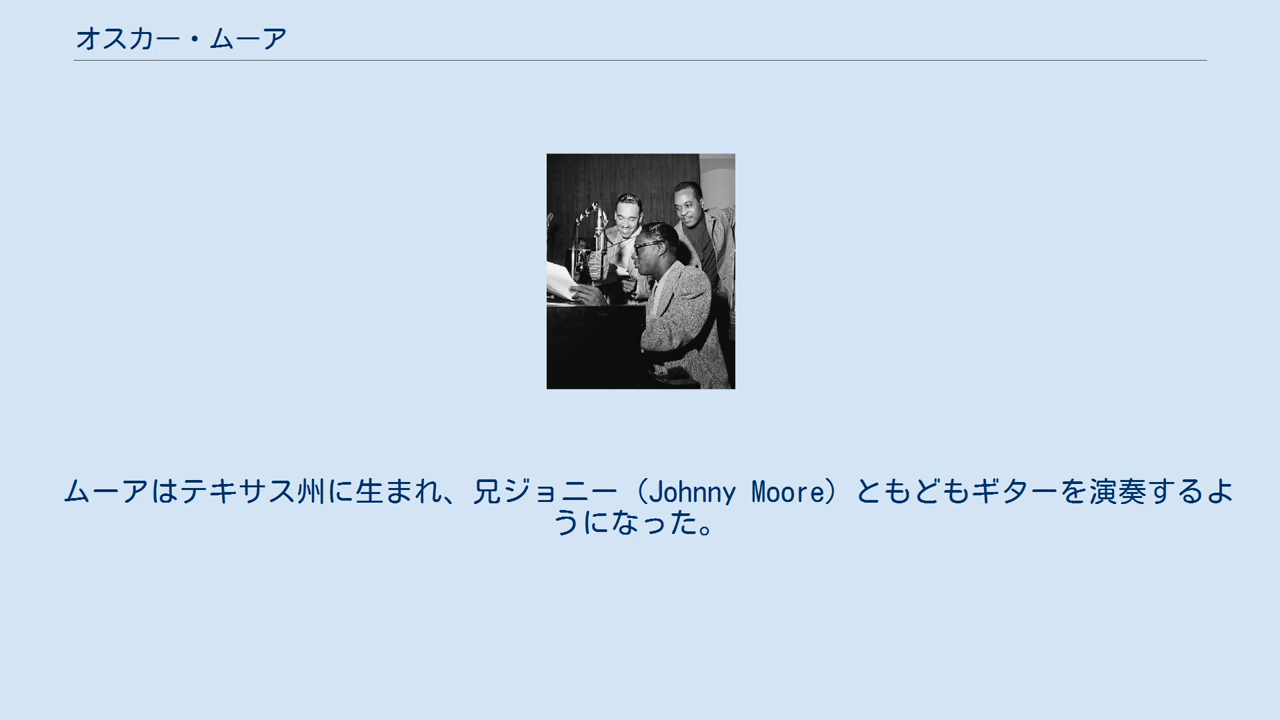 オスカー・ムーア
ムーアはテキサス州に生まれ、兄ジョニー（Johnny Moore）ともどもギターを演奏するよ
うになった。